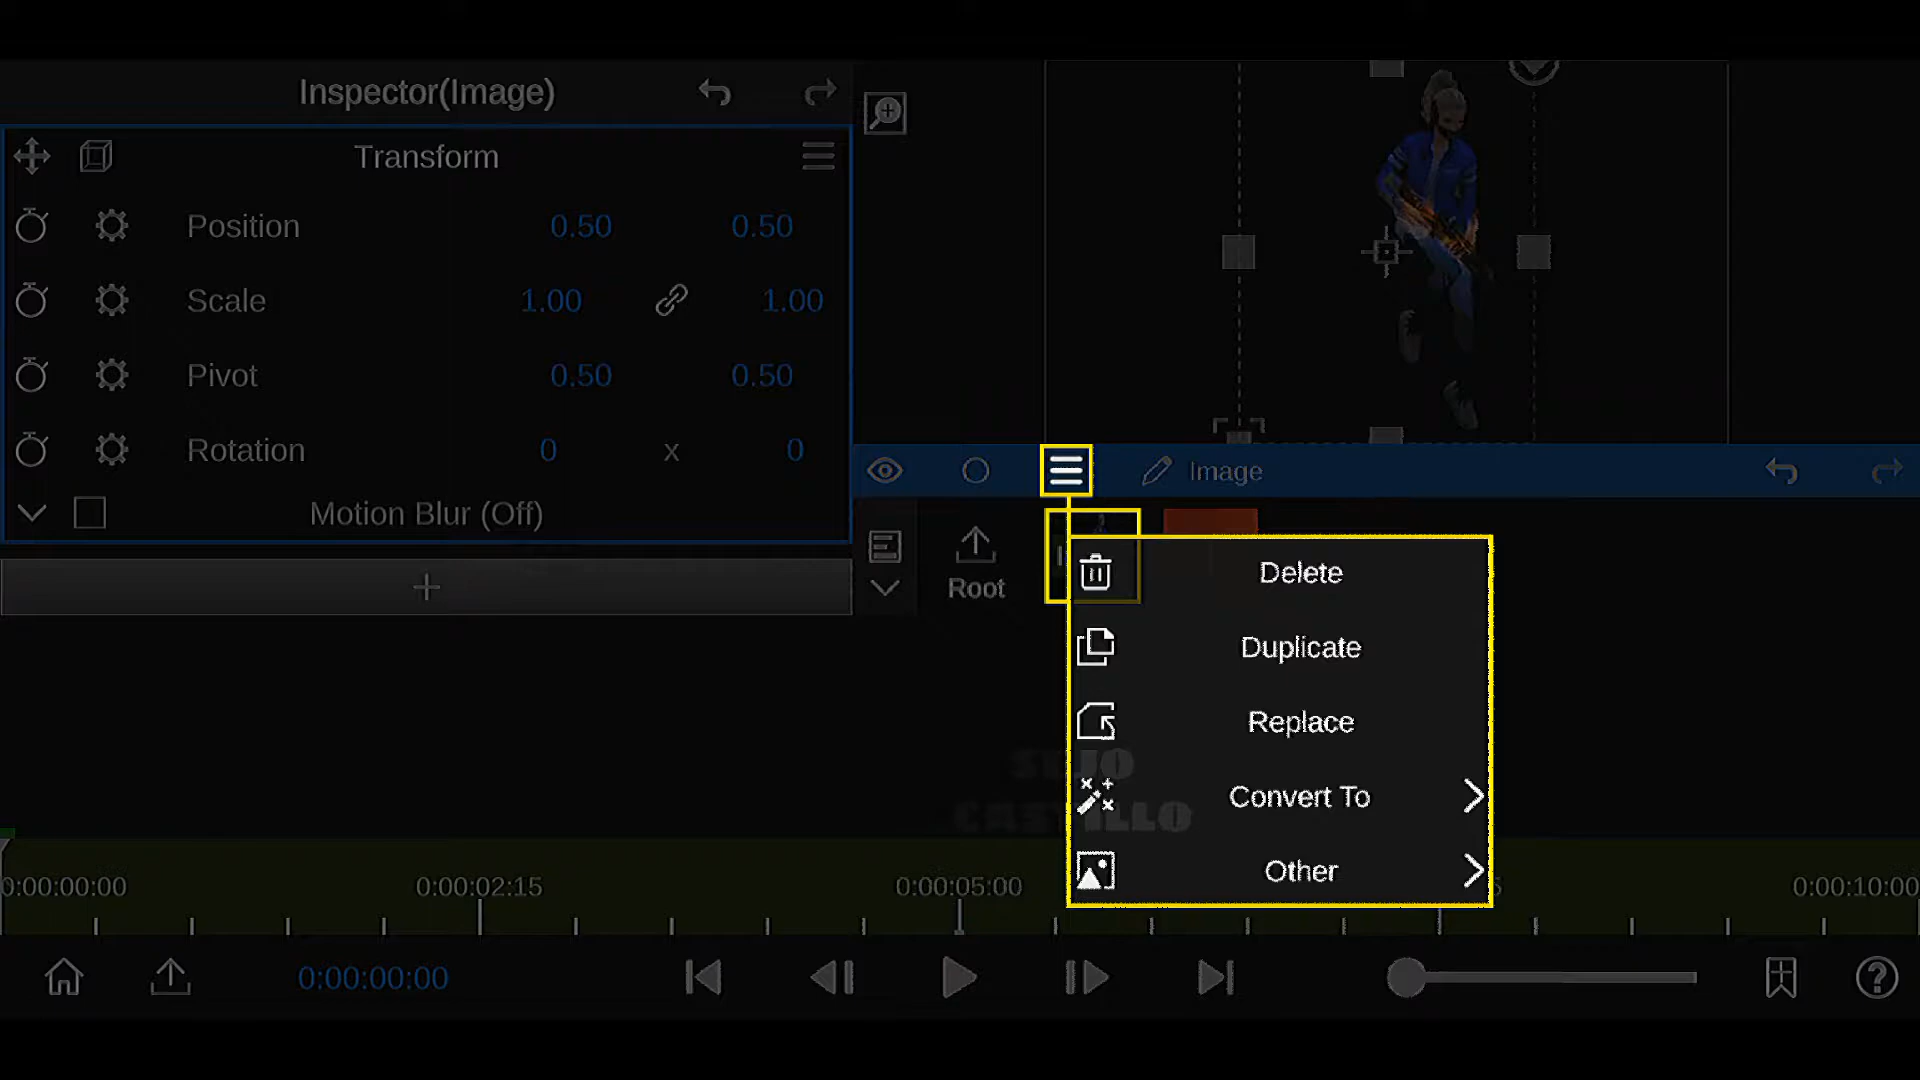 Inspector(Image)
Transform
Position 0.50 0.50
Scale 1.00 1.00
Pivot 0.50 0.50
Rotation 0 x 0
Motion Blur (Off)
Image
Root
Delete
Duplicate
Replace
Convert To
Other
CASTILLO
0:00:00:00 0:00:02:15 0:00:05:00 0:00:10:00
0:00:00:00